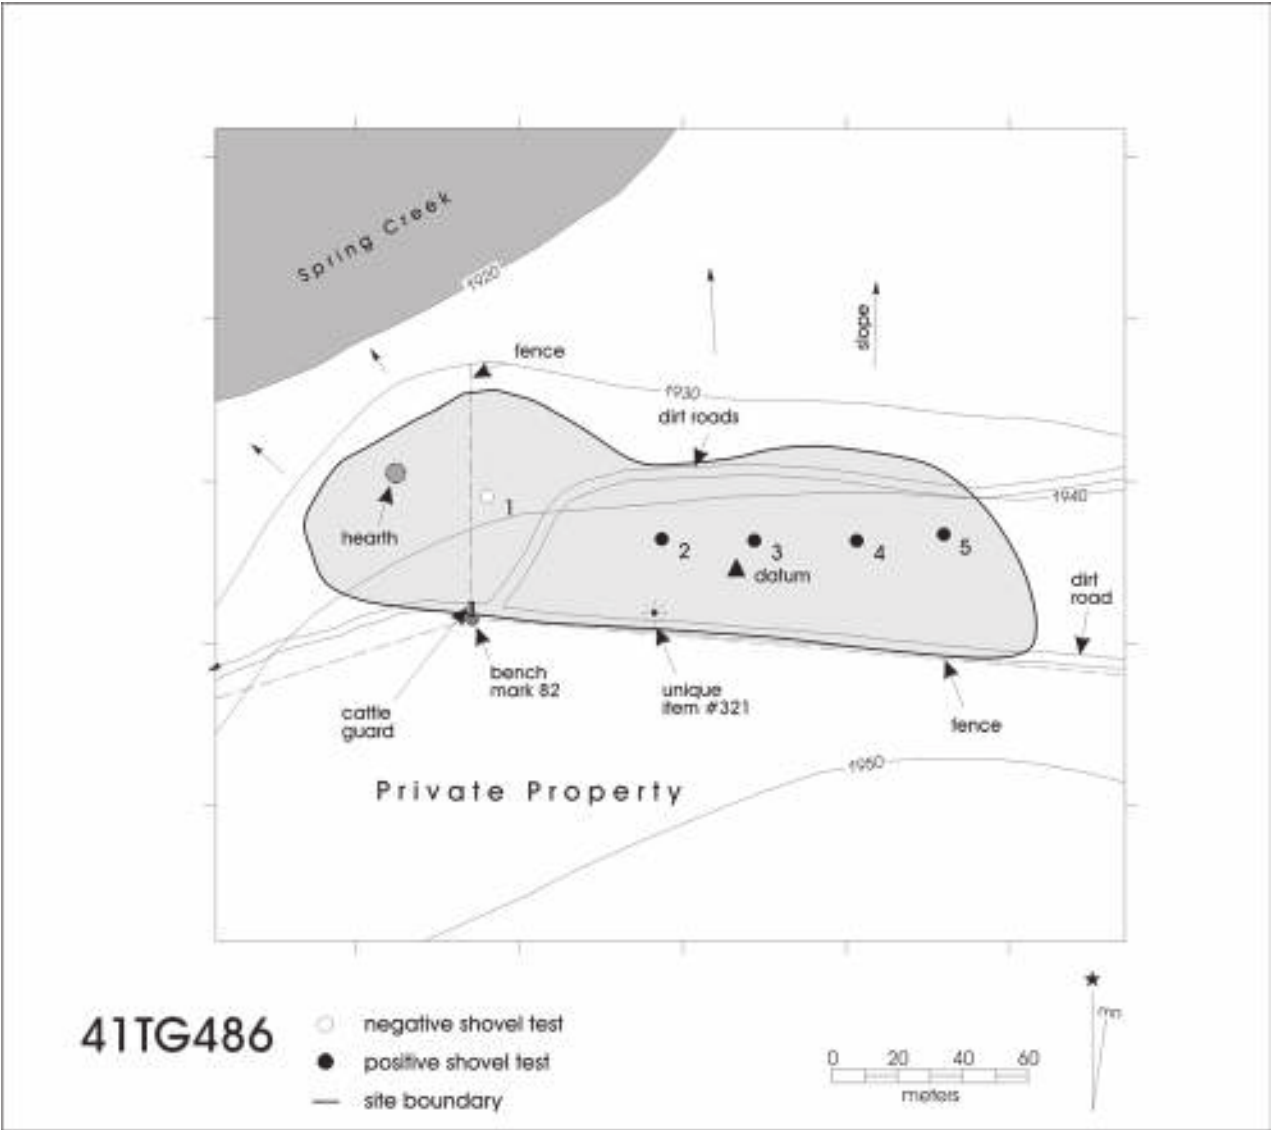 Spring Creek
1920
slope
fence
1930
dirt roads
1940
1
hearth
2
3
4
5
datum
dirt
road
bench
mark 82
unique
item #321
cattle
guard
fence
1950
Private Property
mn
41TG486
negative shovel test
positive shovel test
site boundary
0 20 40 60
meters